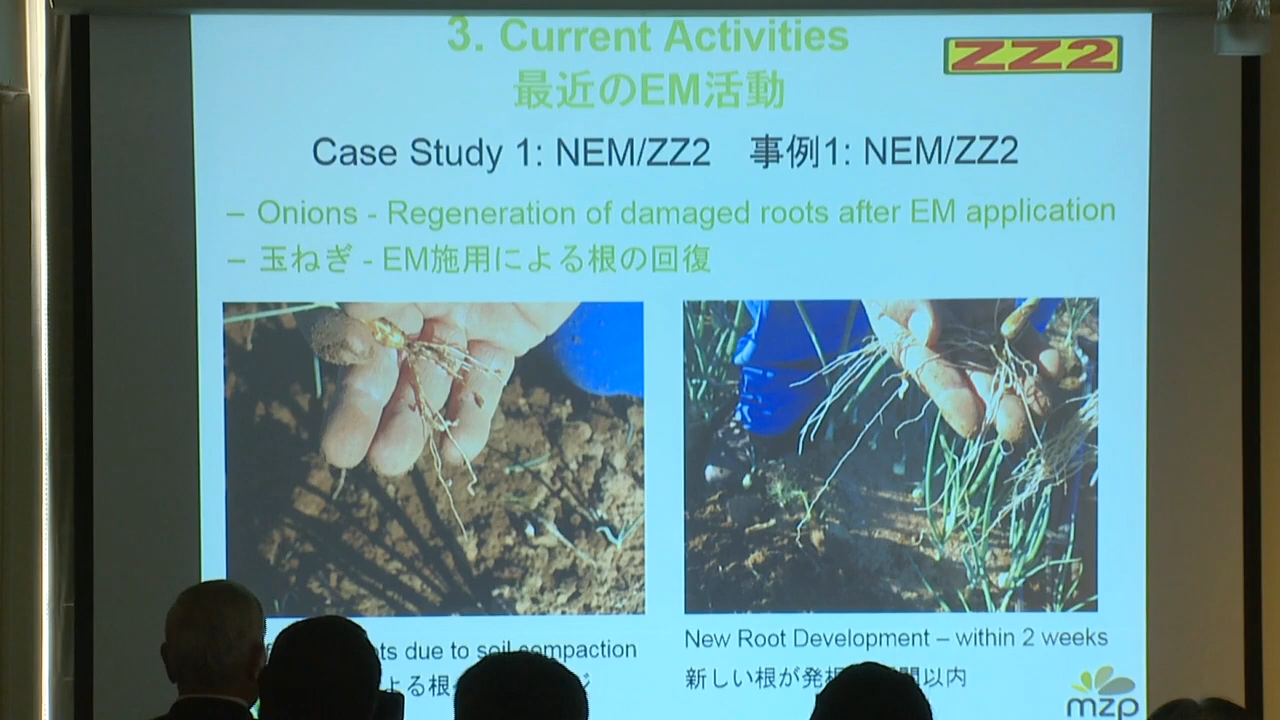 3. Current Activities
ZZ2
最近のEM活動
Case Study 1: NEM/ZZ2 事例1: NEM/ZZ2
– Onions - Regeneration of damaged roots after EM application
– 玉ねぎ - EM施用による根の回復
due to soil compaction
よる根
New Root Development – within 2 weeks
新しい根が発 以内
mzp